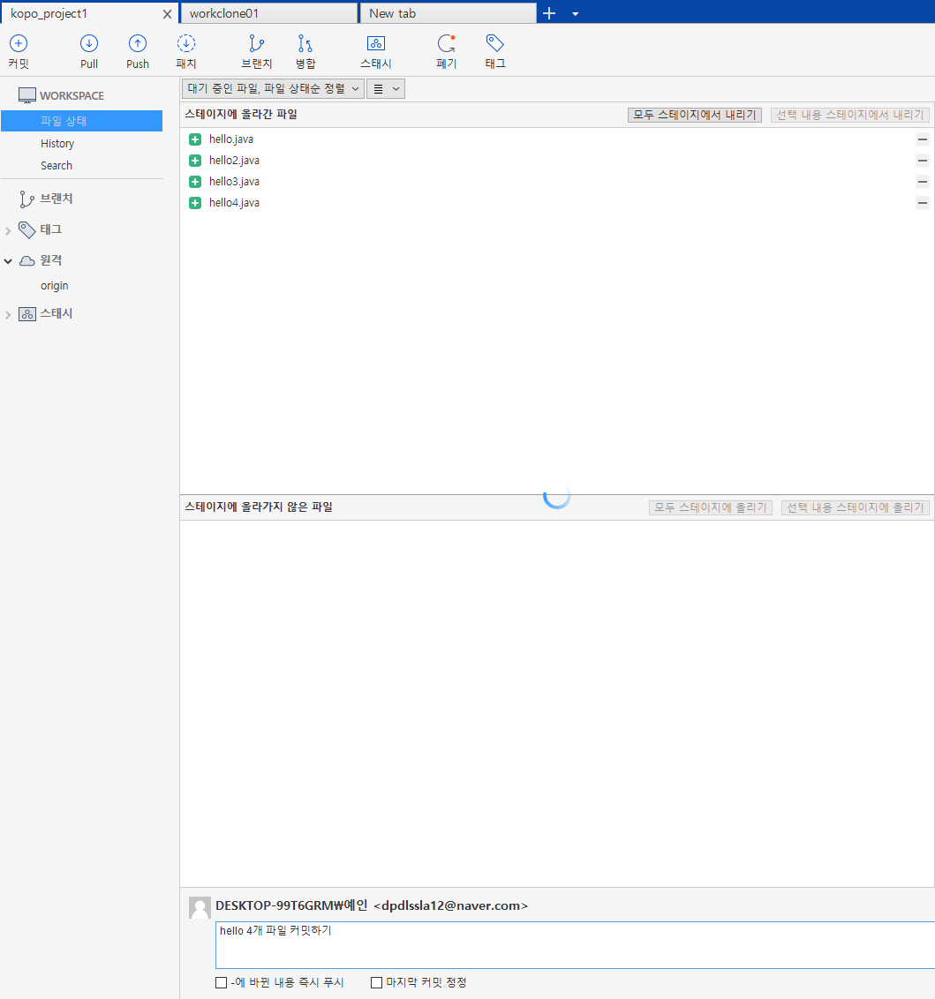 kopo_project1 workclone01 New tab
커밋 Pull Push 패치 브랜치 병합 스태시 폐기 태그
WORKSPACE
파일 상태
History
Search
브랜치
태그
원격
origin
스태시
대기 중인 파일, 파일 상태순 정렬
스테이지에 올라간 파일 모두 스테이지에서 내리기 선택 내용 스테이지에서 내리기
hello.java
hello2.java
hello3.java
hello4.java
스테이지에 올라가지 않은 파일 모두 스테이지에 올리기 선택 내용 스테이지에 올리기
DESKTOP-99T6GRM₩예인 <dpdlssla12@naver.com>
hello 4개 파일 커밋하기
-에 바뀐 내용 즉시 푸시 마지막 커밋 정정